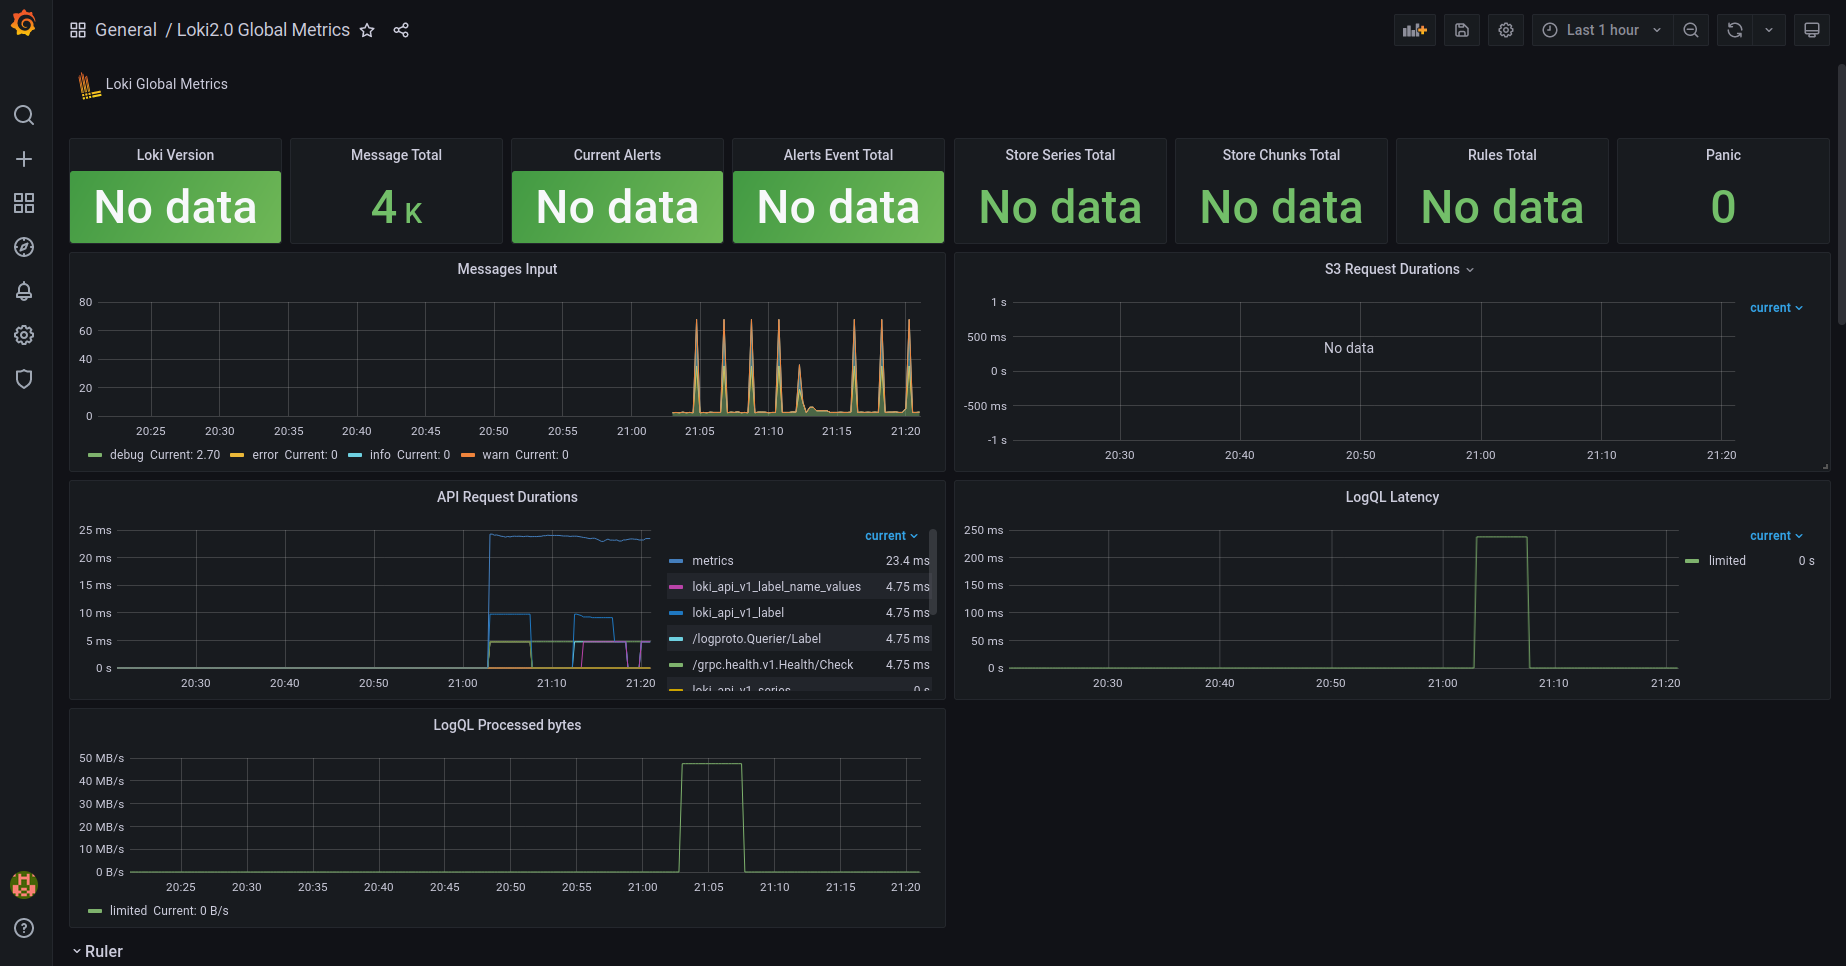 General / Loki2.0 Global Metrics
Last 1 hour
Loki Global Metrics
Loki Version
No data
Message Total
4 K
Current Alerts
No data
Alerts Event Total
No data
Store Series Total
No data
Store Chunks Total
No data
Rules Total
No data
Panic
0
Messages Input
80
60
40
20
0
20:25 20:30 20:35 20:40 20:45 20:50 20:55 21:00 21:05 21:10 21:15 21:20
debug Current: 2.70 error Current: 0 info Current: 0 warn Current: 0
S3 Request Durations
1 s
500 ms
0 s
-500 ms
-1 s
No data
20:30 20:40 20:50 21:00 21:10 21:20
current
API Request Durations
25 ms
20 ms
15 ms
10 ms
5 ms
0 s
20:30 20:40 20:50 21:00 21:10 21:20
current
metrics 23.4 ms
loki_api_v1_label_name_values 4.75 ms
loki_api_v1_label 4.75 ms
/logproto.Querier/Label 4.75 ms
/grpc.health.v1.Health/Check 4.75 ms
loki_api_v1_series 0 s
LogQL Latency
250 ms
200 ms
150 ms
100 ms
50 ms
0 s
20:30 20:40 20:50 21:00 21:10 21:20
current
limited 0 s
LogQL Processed bytes
50 MB/s
40 MB/s
30 MB/s
20 MB/s
10 MB/s
0 B/s
20:25 20:30 20:35 20:40 20:45 20:50 20:55 21:00 21:05 21:10 21:15 21:20
limited Current: 0 B/s
Ruler